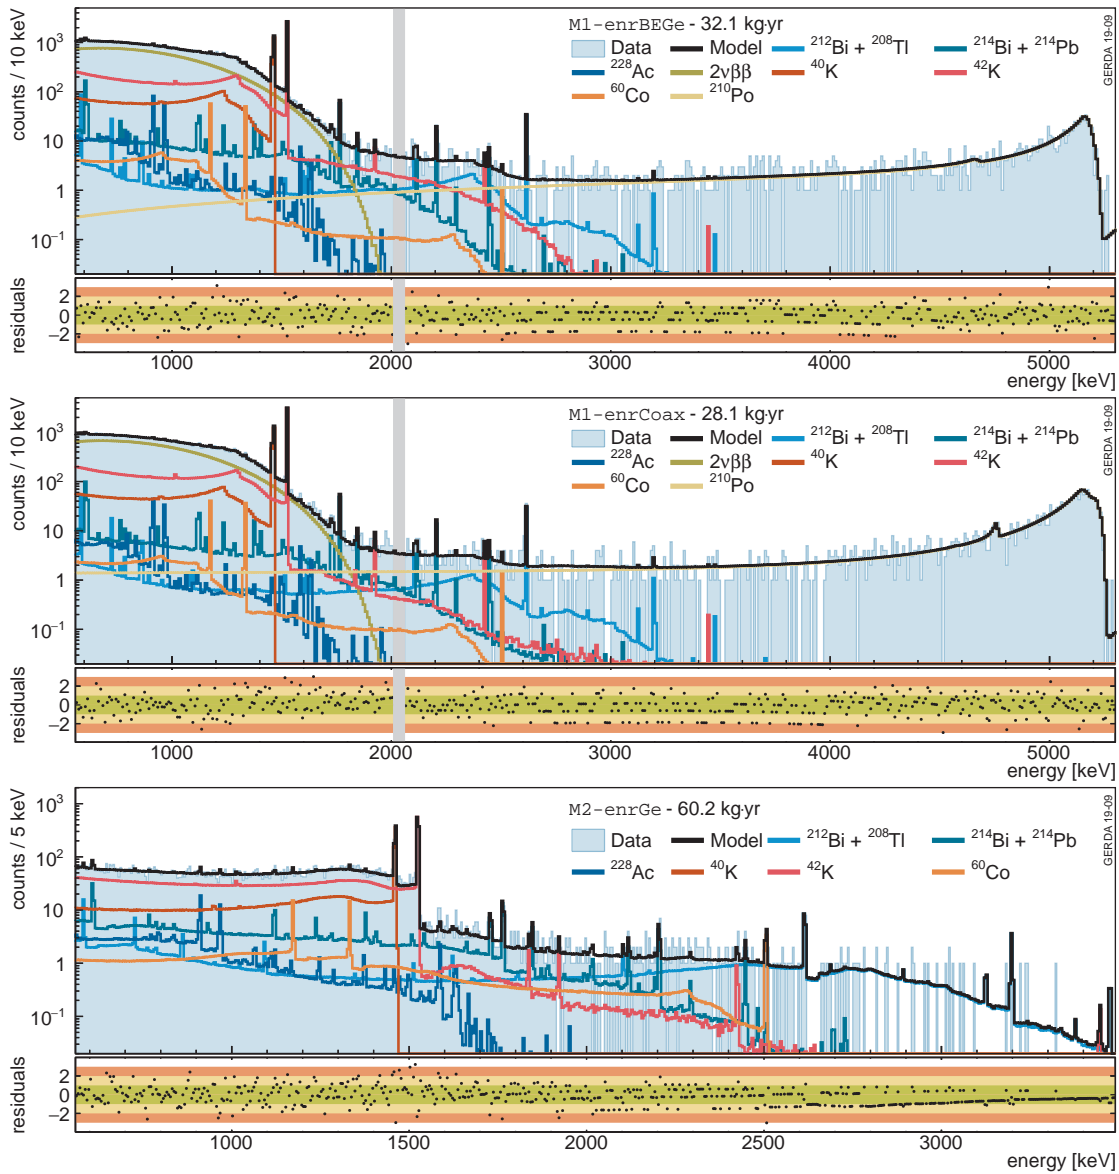 M1-enrBEGe - 32.1 kg·yr
Data Model ²¹²Bi + ²⁰⁸Tl ²¹⁴Bi + ²¹⁴Pb
²²⁸Ac 2νββ ⁴⁰K ⁴²K
⁶⁰Co ²¹⁰Po
GERDA 19-09
counts / 10 keV
10³
10²
10
1
10⁻¹
residuals
2
0
−2
1000 2000 3000 4000 5000
energy [keV]
M1-enrCoax - 28.1 kg·yr
Data Model ²¹²Bi + ²⁰⁸Tl ²¹⁴Bi + ²¹⁴Pb
²²⁸Ac 2νββ ⁴⁰K ⁴²K
⁶⁰Co ²¹⁰Po
GERDA 19-09
counts / 10 keV
10³
10²
10
1
10⁻¹
residuals
2
0
−2
1000 2000 3000 4000 5000
energy [keV]
M2-enrGe - 60.2 kg·yr
Data Model ²¹²Bi + ²⁰⁸Tl ²¹⁴Bi + ²¹⁴Pb
²²⁸Ac ⁴⁰K ⁴²K ⁶⁰Co
GERDA 19-09
counts / 5 keV
10³
10²
10
1
10⁻¹
residuals
2
0
−2
1000 1500 2000 2500 3000
energy [keV]